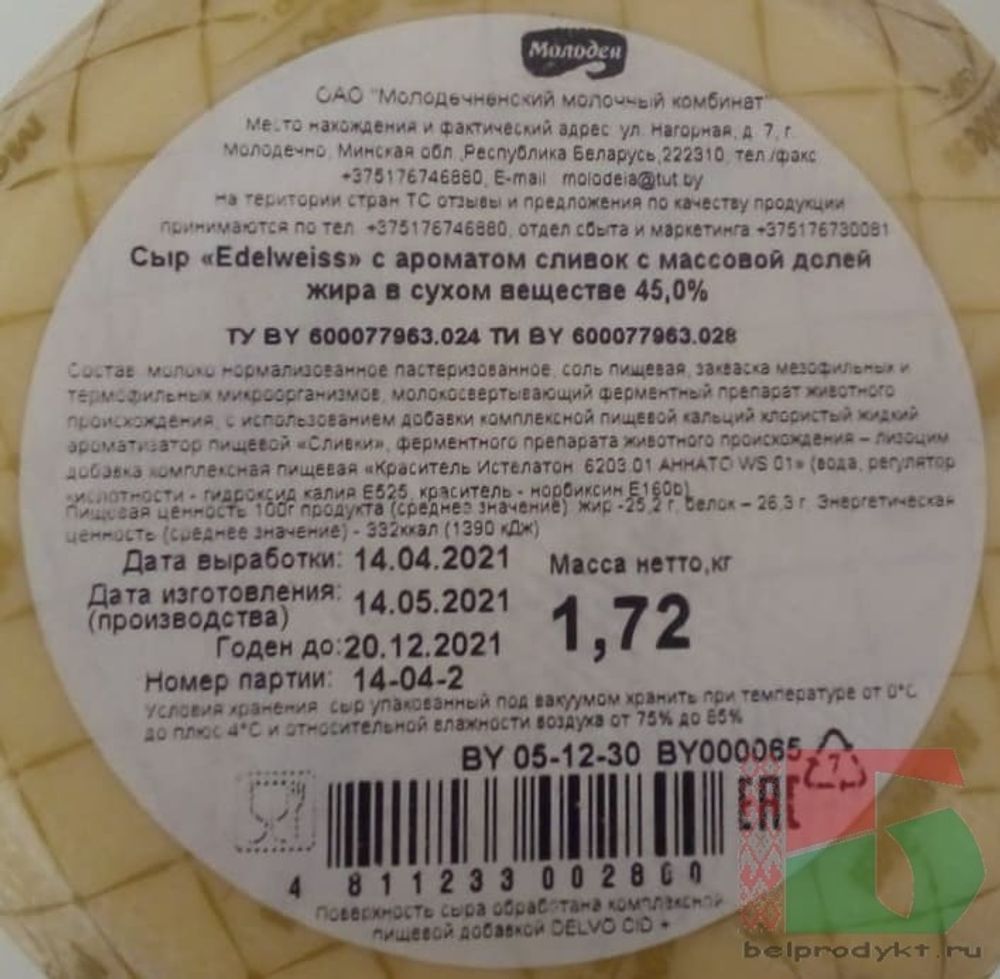 Молодея
ОАО "Молодечненский молочный комбинат"
Место нахождения и фактический адрес: ул. Нагорная, д. 7, г.
Молодечно, Минская обл.,Республика Беларусь,222310, тел./факс
+375176746880, E-mail: molodeia@tut.by
на територии стран ТС отзывы и предложения по качеству продукции
принимаются по тел. +375176746880, отдел сбыта и маркетинга +375176730081
Сыр «Edelweiss» с ароматом сливок с массовой долей
жира в сухом веществе 45,0%
ТУ BY 600077963.024 ТИ BY 600077963.028
Состав: молоко нормализованное пастеризованное, соль пищевая, закваска мезофильных и
термофильных микроорганизмов, молокосвертывающий ферментный препарат животного
происхождения, с использованием добавки комплексной пищевой кальций хлористый жидкий
ароматизатор пищевой «Сливки», ферментного препарата животного происхождения – лизоцим
добавка комплексная пищевая «Краситель Истелатон 6203.01 АННАТО WS 01» (вода, регулятор
кислотности - гидроксид калия Е525, краситель - норбиксин Е160b)
Пищевая ценность 100г продукта (среднее значение): жир -25,2 г, белок – 26,3 г. Энергетическая
ценность (среднее значение) - 332ккал (1390 кДж)
Дата выработки: 14.04.2021 Масса нетто,кг
Дата изготовления: 14.05.2021 1,72
(производства)
Годен до: 20.12.2021
Номер партии: 14-04-2
Условия хранения: сыр упакованный под вакуумом хранить при температуре от 0°С
до плюс 4°С и относительной влажности воздуха от 75% до 85%
BY 05-12-30 BY000065
7
ЕАС
4 811233 002860
Поверхность сыра обработана комплексной
пищевой добавкой DELVO CID +
belprodykt.ru